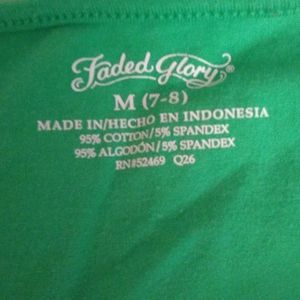 Faded Glory®
M (7-8)
MADE IN/HECHO EN INDONESIA
95% COTTON/5% SPANDEX
95% ALGODÓN/5% SPANDEX
RN#52469 Q26